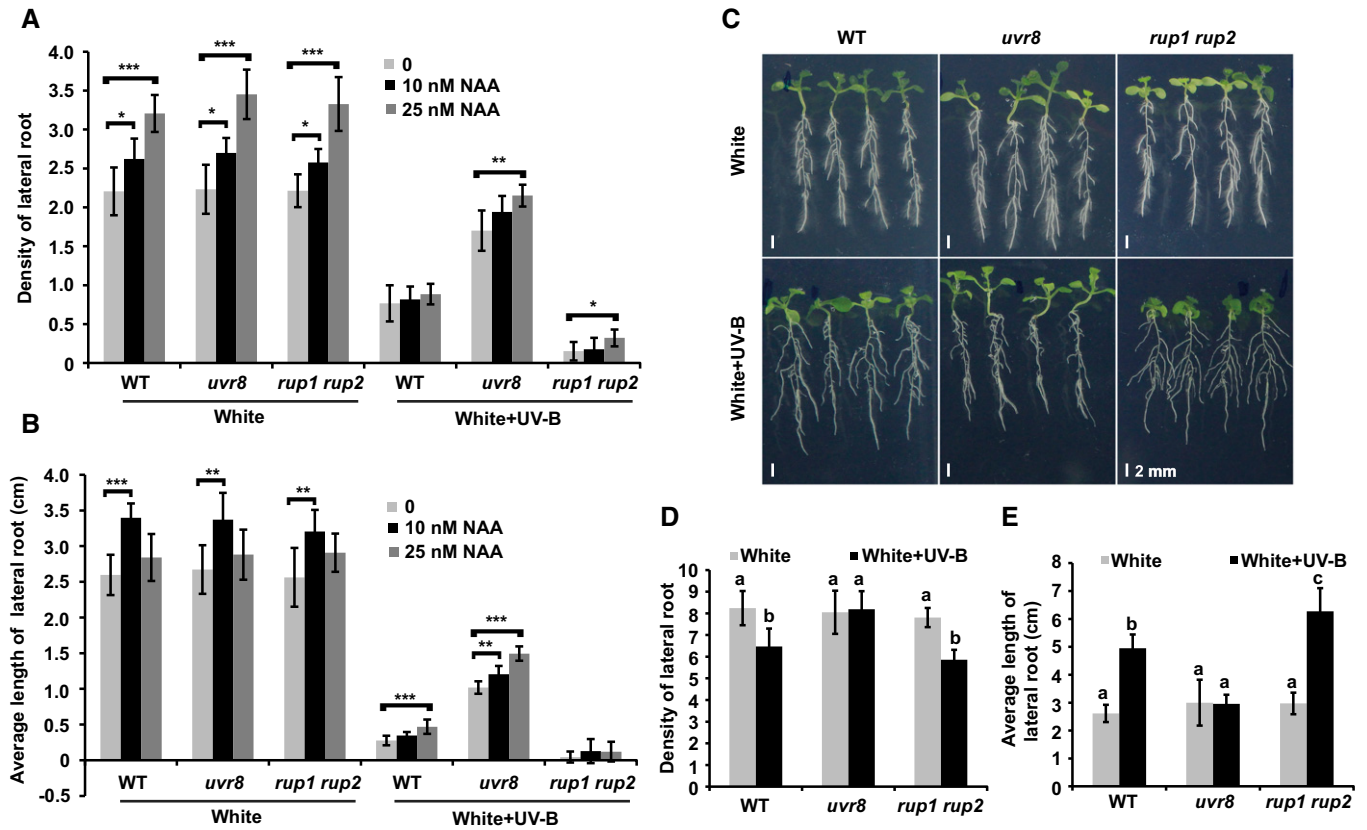 A
Density of lateral root
4.0
3.5
3.0
2.5
2.0
1.5
1.0
0.5
0
0
10 nM NAA
25 nM NAA
***
*
***
*
***
*
**
*
WT
uvr8
rup1 rup2
WT
uvr8
rup1 rup2
White
White+UV-B
B
Average length of lateral root (cm)
4.0
3.5
3.0
2.5
2.0
1.5
1.0
0.5
0
-0.5
0
10 nM NAA
25 nM NAA
***
**
**
***
***
**
WT
uvr8
rup1 rup2
WT
uvr8
rup1 rup2
White
White+UV-B
C
WT
uvr8
rup1 rup2
White
White+UV-B
2 mm
D
White
White+UV-B
Density of lateral root
10
9
8
7
6
5
4
3
2
1
0
a
b
a
a
a
b
WT
uvr8
rup1 rup2
E
White
White+UV-B
Average length of
lateral root (cm)
8
7
6
5
4
3
2
1
0
a
b
a
a
a
c
WT
uvr8
rup1 rup2